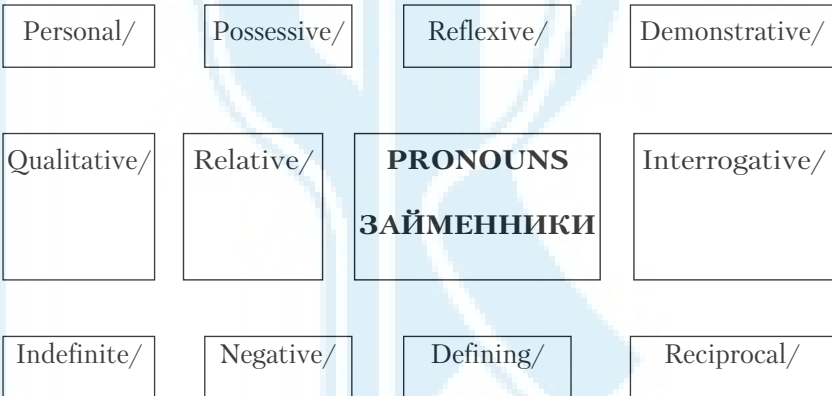 Personal/
Possessive/
Reflexive/
Demonstrative/
Qualitative/
Relative/
PRONOUNS
ЗАЙМЕННИКИ
Interrogative/
Indefinite/
Negative/
Defining/
Reciprocal/